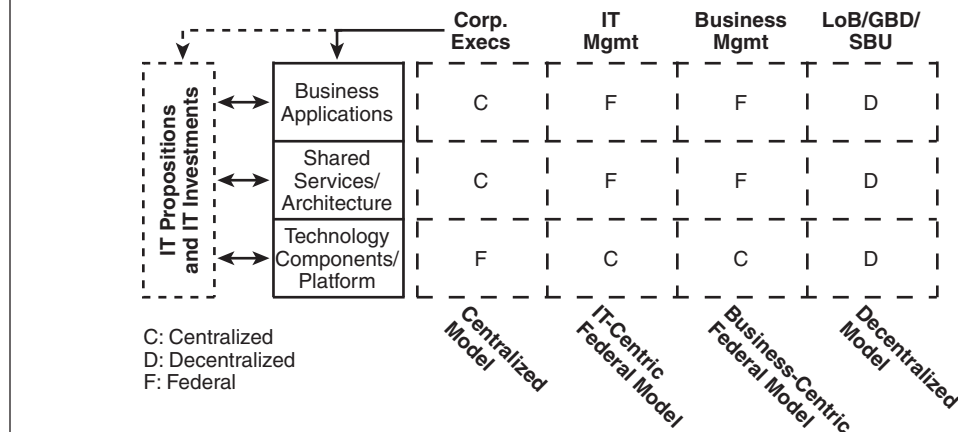 Corp.
Execs
IT
Mgmt
Business
Mgmt
LoB/GBD/
SBU
IT Propositions
and IT Investments
Business
Applications
C
F
F
D
Shared
Services/
Architecture
C
F
F
D
Technology
Components/
Platform
F
C
C
D
C: Centralized
D: Decentralized
F: Federal
Centralized
Model
IT-Centric
Federal Model
Business-Centric
Federal Model
Decentralized
Model